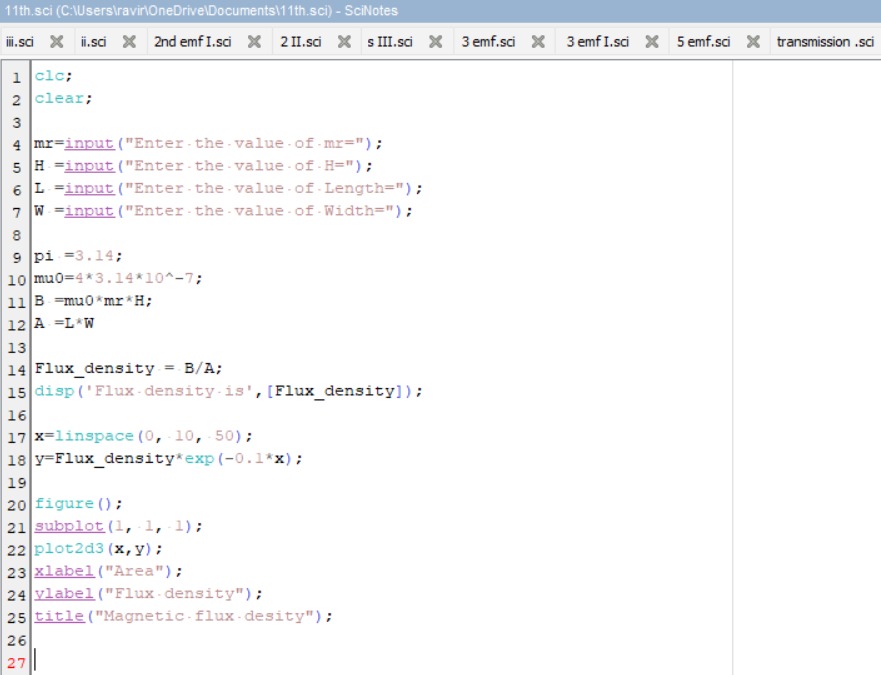 11th.sci (C:\Users\ravir\OneDrive\Documents\11th.sci) - SciNotes
iii.sci ii.sci 2nd emf I.sci 2 II.sci s III.sci 3 emf.sci 3 emf I.sci 5 emf.sci transmission .sci
1 clc;
2 clear;
3
4 mr=input("Enter the value of mr=");
5 H =input("Enter the value of H=");
6 L =input("Enter the value of Length=");
7 W =input("Enter the value of Width=");
8
9 pi =3.14;
10 mu0=4*3.14*10^-7;
11 B =mu0*mr*H;
12 A =L*W
13
14 Flux_density = B/A;
15 disp('Flux density is',[Flux_density]);
16
17 x=linspace(0, 10, 50);
18 y=Flux_density*exp(-0.1*x);
19
20 figure();
21 subplot(1, 1, 1);
22 plot2d3(x,y);
23 xlabel("Area");
24 ylabel("Flux density");
25 title("Magnetic flux desity");
26
27